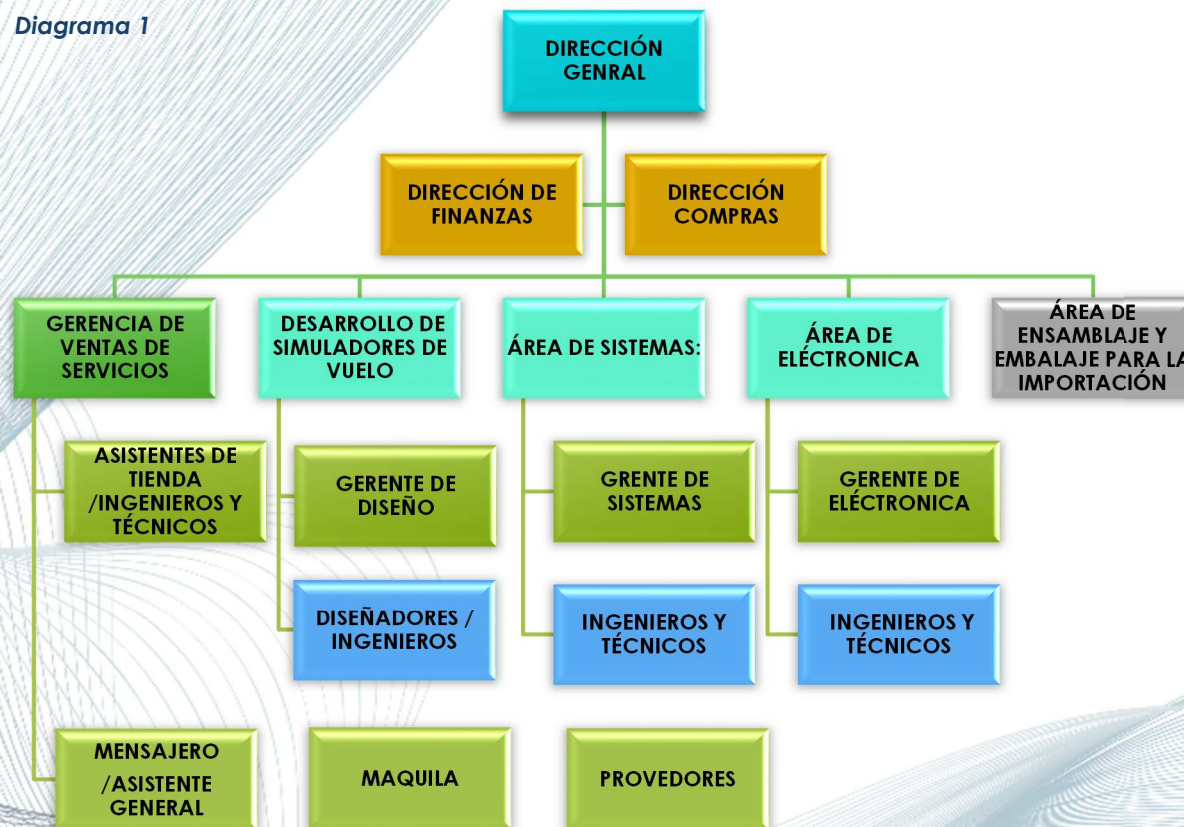 Diagrama 1
DIRECCIÓN
GENRAL
DIRECCIÓN DE
FINANZAS
DIRECCIÓN
COMPRAS
GERENCIA DE
VENTAS DE
SERVICIOS
DESARROLLO DE
SIMULADORES DE
VUELO
ÁREA DE SISTEMAS:
ÁREA DE
ELÉCTRONICA
ÁREA DE
ENSAMBLAJE Y
EMBALAJE PARA LA
IMPORTACIÓN
ASISTENTES DE
TIENDA
/INGENIEROS Y
TÉCNICOS
GERENTE DE
DISEÑO
GRENTE DE
SISTEMAS
GERENTE DE
ELÉCTRONICA
DISEÑADORES /
INGENIEROS
INGENIEROS Y
TÉCNICOS
INGENIEROS Y
TÉCNICOS
MENSAJERO
/ASISTENTE
GENERAL
MAQUILA
PROVEDORES